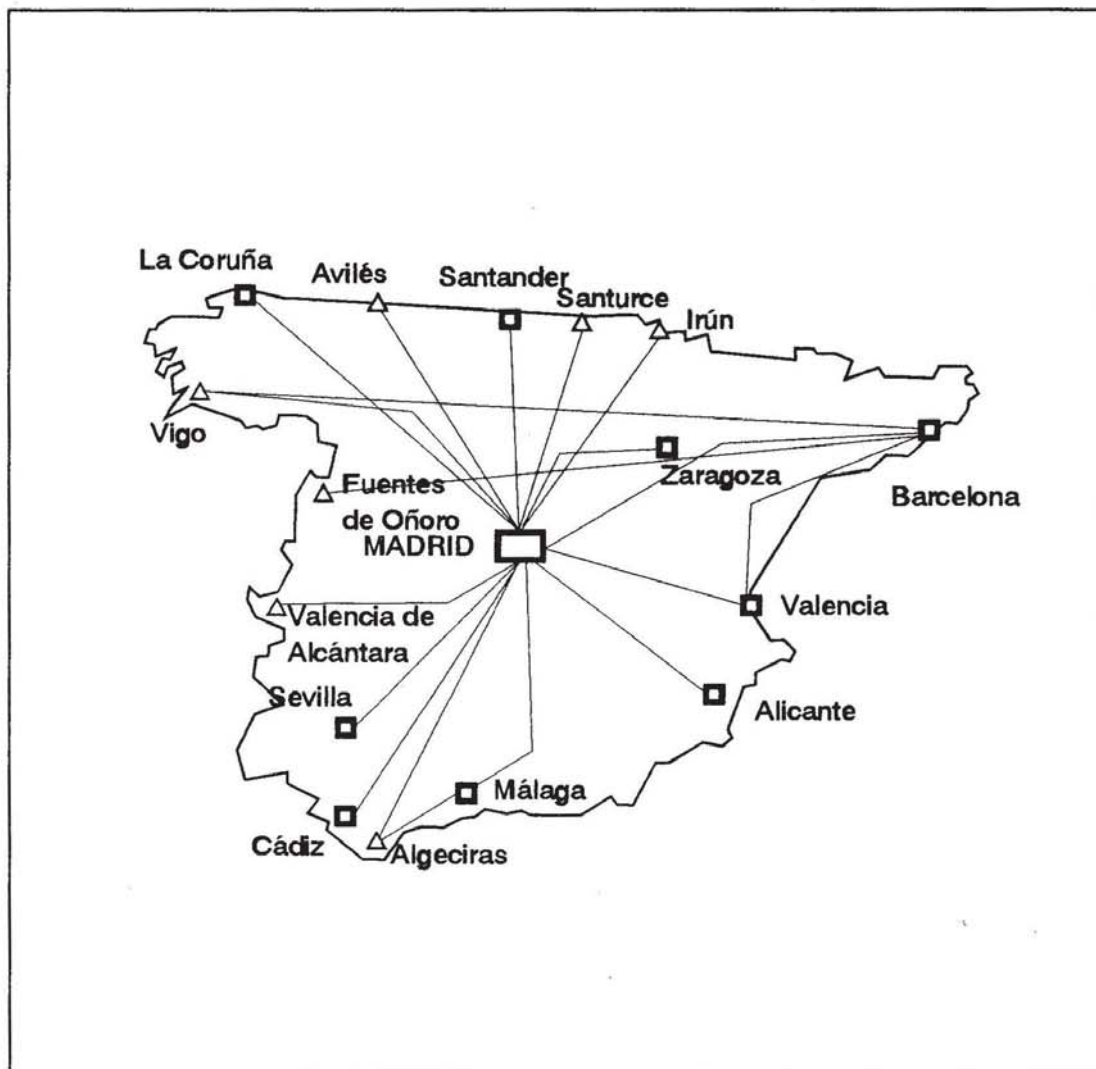 La Coruña
Avilés
Santander
Santurce
Irún
Vigo
Zaragoza
Barcelona
Fuentes
de Oñoro
MADRID
Valencia
Valencia de
Alcántara
Sevilla
Alicante
Málaga
Cádiz
Algeciras